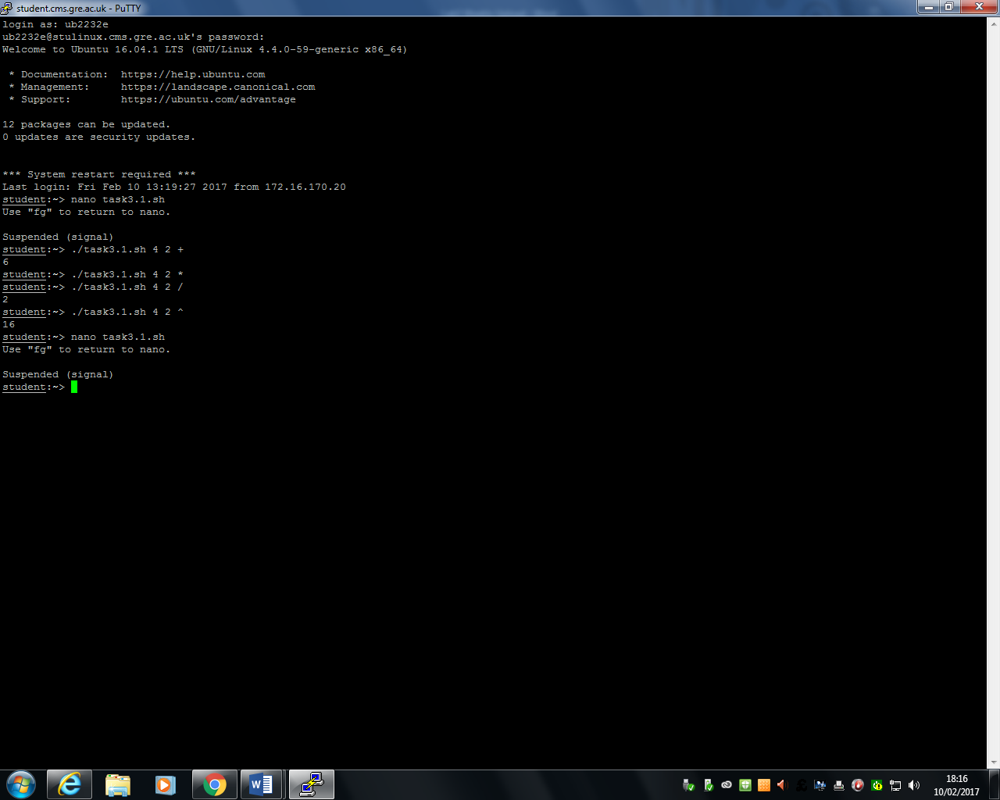 student.cms.gre.ac.uk - PuTTY
login as: ub2232e
ub2232e@stulinux.cms.gre.ac.uk's password:
Welcome to Ubuntu 16.04.1 LTS (GNU/Linux 4.4.0-59-generic x86_64)
* Documentation:  https://help.ubuntu.com
* Management:     https://landscape.canonical.com
* Support:        https://ubuntu.com/advantage
12 packages can be updated.
0 updates are security updates.
*** System restart required ***
Last login: Fri Feb 10 13:19:27 2017 from 172.16.170.20
student:~> nano task3.1.sh
Use "fg" to return to nano.
Suspended (signal)
student:~> ./task3.1.sh 4 2 +
6
student:~> ./task3.1.sh 4 2 *
student:~> ./task3.1.sh 4 2 /
2
student:~> ./task3.1.sh 4 2 ^
16
student:~> nano task3.1.sh
Use "fg" to return to nano.
Suspended (signal)
student:~>
18:16
10/02/2017